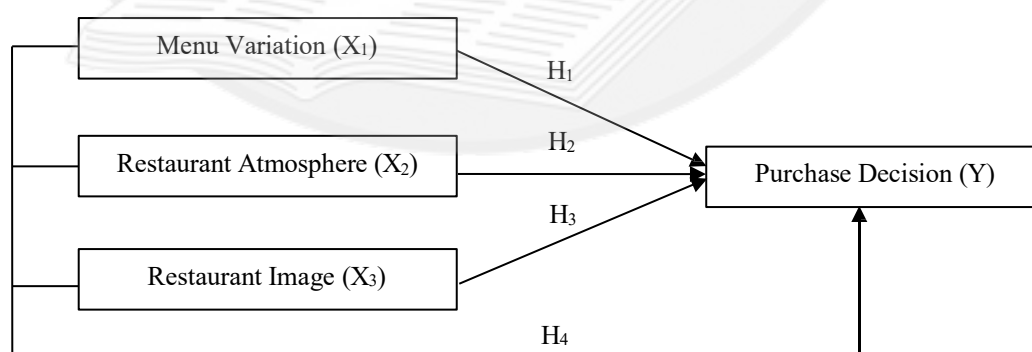 Menu Variation (X₁)
H₁
H₂
Restaurant Atmosphere (X₂)
Purchase Decision (Y)
H₃
Restaurant Image (X₃)
H₄